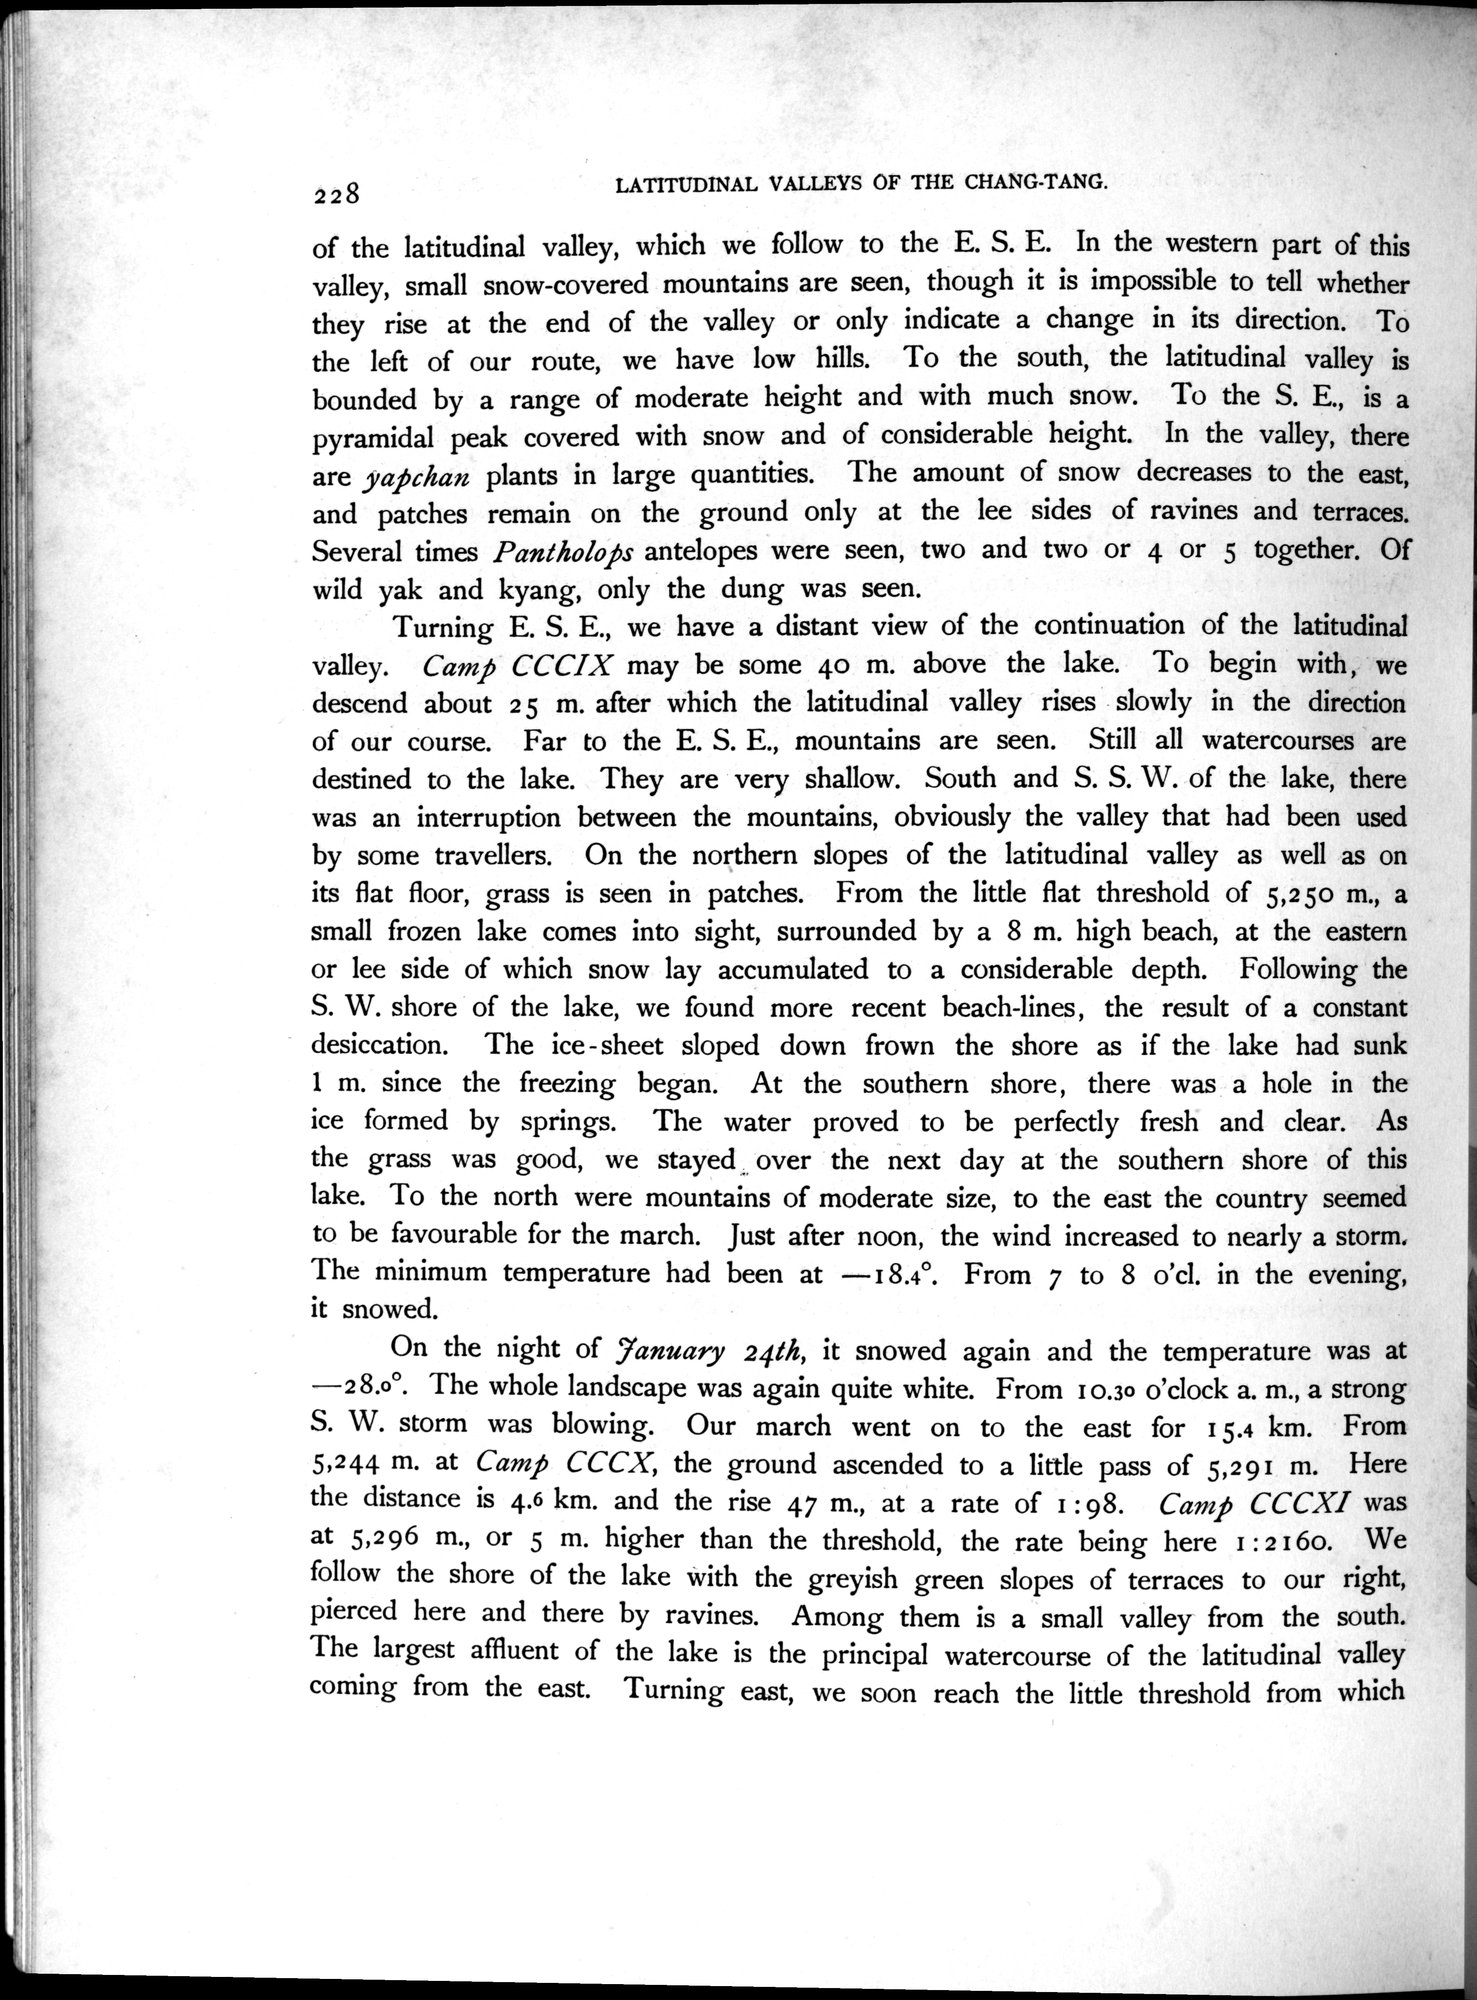 228
LATITUDINAL VALLEYS OF THE CHANG-TANG.
of the latitudinal valley, which we follow to the E. S. E. In the western part of this
valley, small snow-covered mountains are seen, though it is impossible to tell whether
they rise at the end of the valley or only indicate a change in its direction. To
the left of our route, we have low hills. To the south, the latitudinal valley is
bounded by a range of moderate height and with much snow. To the S. E., is a
pyramidal peak covered with snow and of considerable height. In the valley, there
are yapchan plants in large quantities. The amount of snow decreases to the east,
and patches remain on the ground only at the lee sides of ravines and terraces.
Several times Pantholops antelopes were seen, two and two or 4 or 5 together. Of
wild yak and kyang, only the dung was seen.
Turning E. S. E., we have a distant view of the continuation of the latitudinal
valley. Camp CCCIX may be some 40 m. above the lake. To begin with, we
descend about 25 m. after which the latitudinal valley rises slowly in the direction
of our course. Far to the E. S. E., mountains are seen. Still all watercourses are
destined to the lake. They are very shallow. South and S. S. W. of the lake, there
was an interruption between the mountains, obviously the valley that had been used
by some travellers. On the northern slopes of the latitudinal valley as well as on
its flat floor, grass is seen in patches. From the little flat threshold of 5,250 m., a
small frozen lake comes into sight, surrounded by a 8 m. high beach, at the eastern
or lee side of which snow lay accumulated to a considerable depth. Following the
S. W. shore of the lake, we found more recent beach-lines, the result of a constant
desiccation. The ice-sheet sloped down frown the shore as if the lake had sunk
1 m. since the freezing began. At the southern shore, there was a hole in the
ice formed by springs. The water proved to be perfectly fresh and clear. As
the grass was good, we stayed over the next day at the southern shore of this
lake. To the north were mountains of moderate size, to the east the country seemed
to be favourable for the march. Just after noon, the wind increased to nearly a storm.
The minimum temperature had been at —18.4°. From 7 to 8 o'cl. in the evening,
it snowed.
On the night of January 24th, it snowed again and the temperature was at
—28.0°. The whole landscape was again quite white. From 10.30 o'clock a. m., a strong
S. W. storm was blowing. Our march went on to the east for 15.4 km. From
5,244 m. at Camp CCCX, the ground ascended to a little pass of 5,291 m. Here
the distance is 4.6 km. and the rise 47 m., at a rate of 1:98. Camp CCCXI was
at 5,296 m., or 5 m. higher than the threshold, the rate being here 1:2160. We
follow the shore of the lake with the greyish green slopes of terraces to our right,
pierced here and there by ravines. Among them is a small valley from the south.
The largest affluent of the lake is the principal watercourse of the latitudinal valley
coming from the east. Turning east, we soon reach the little threshold from which